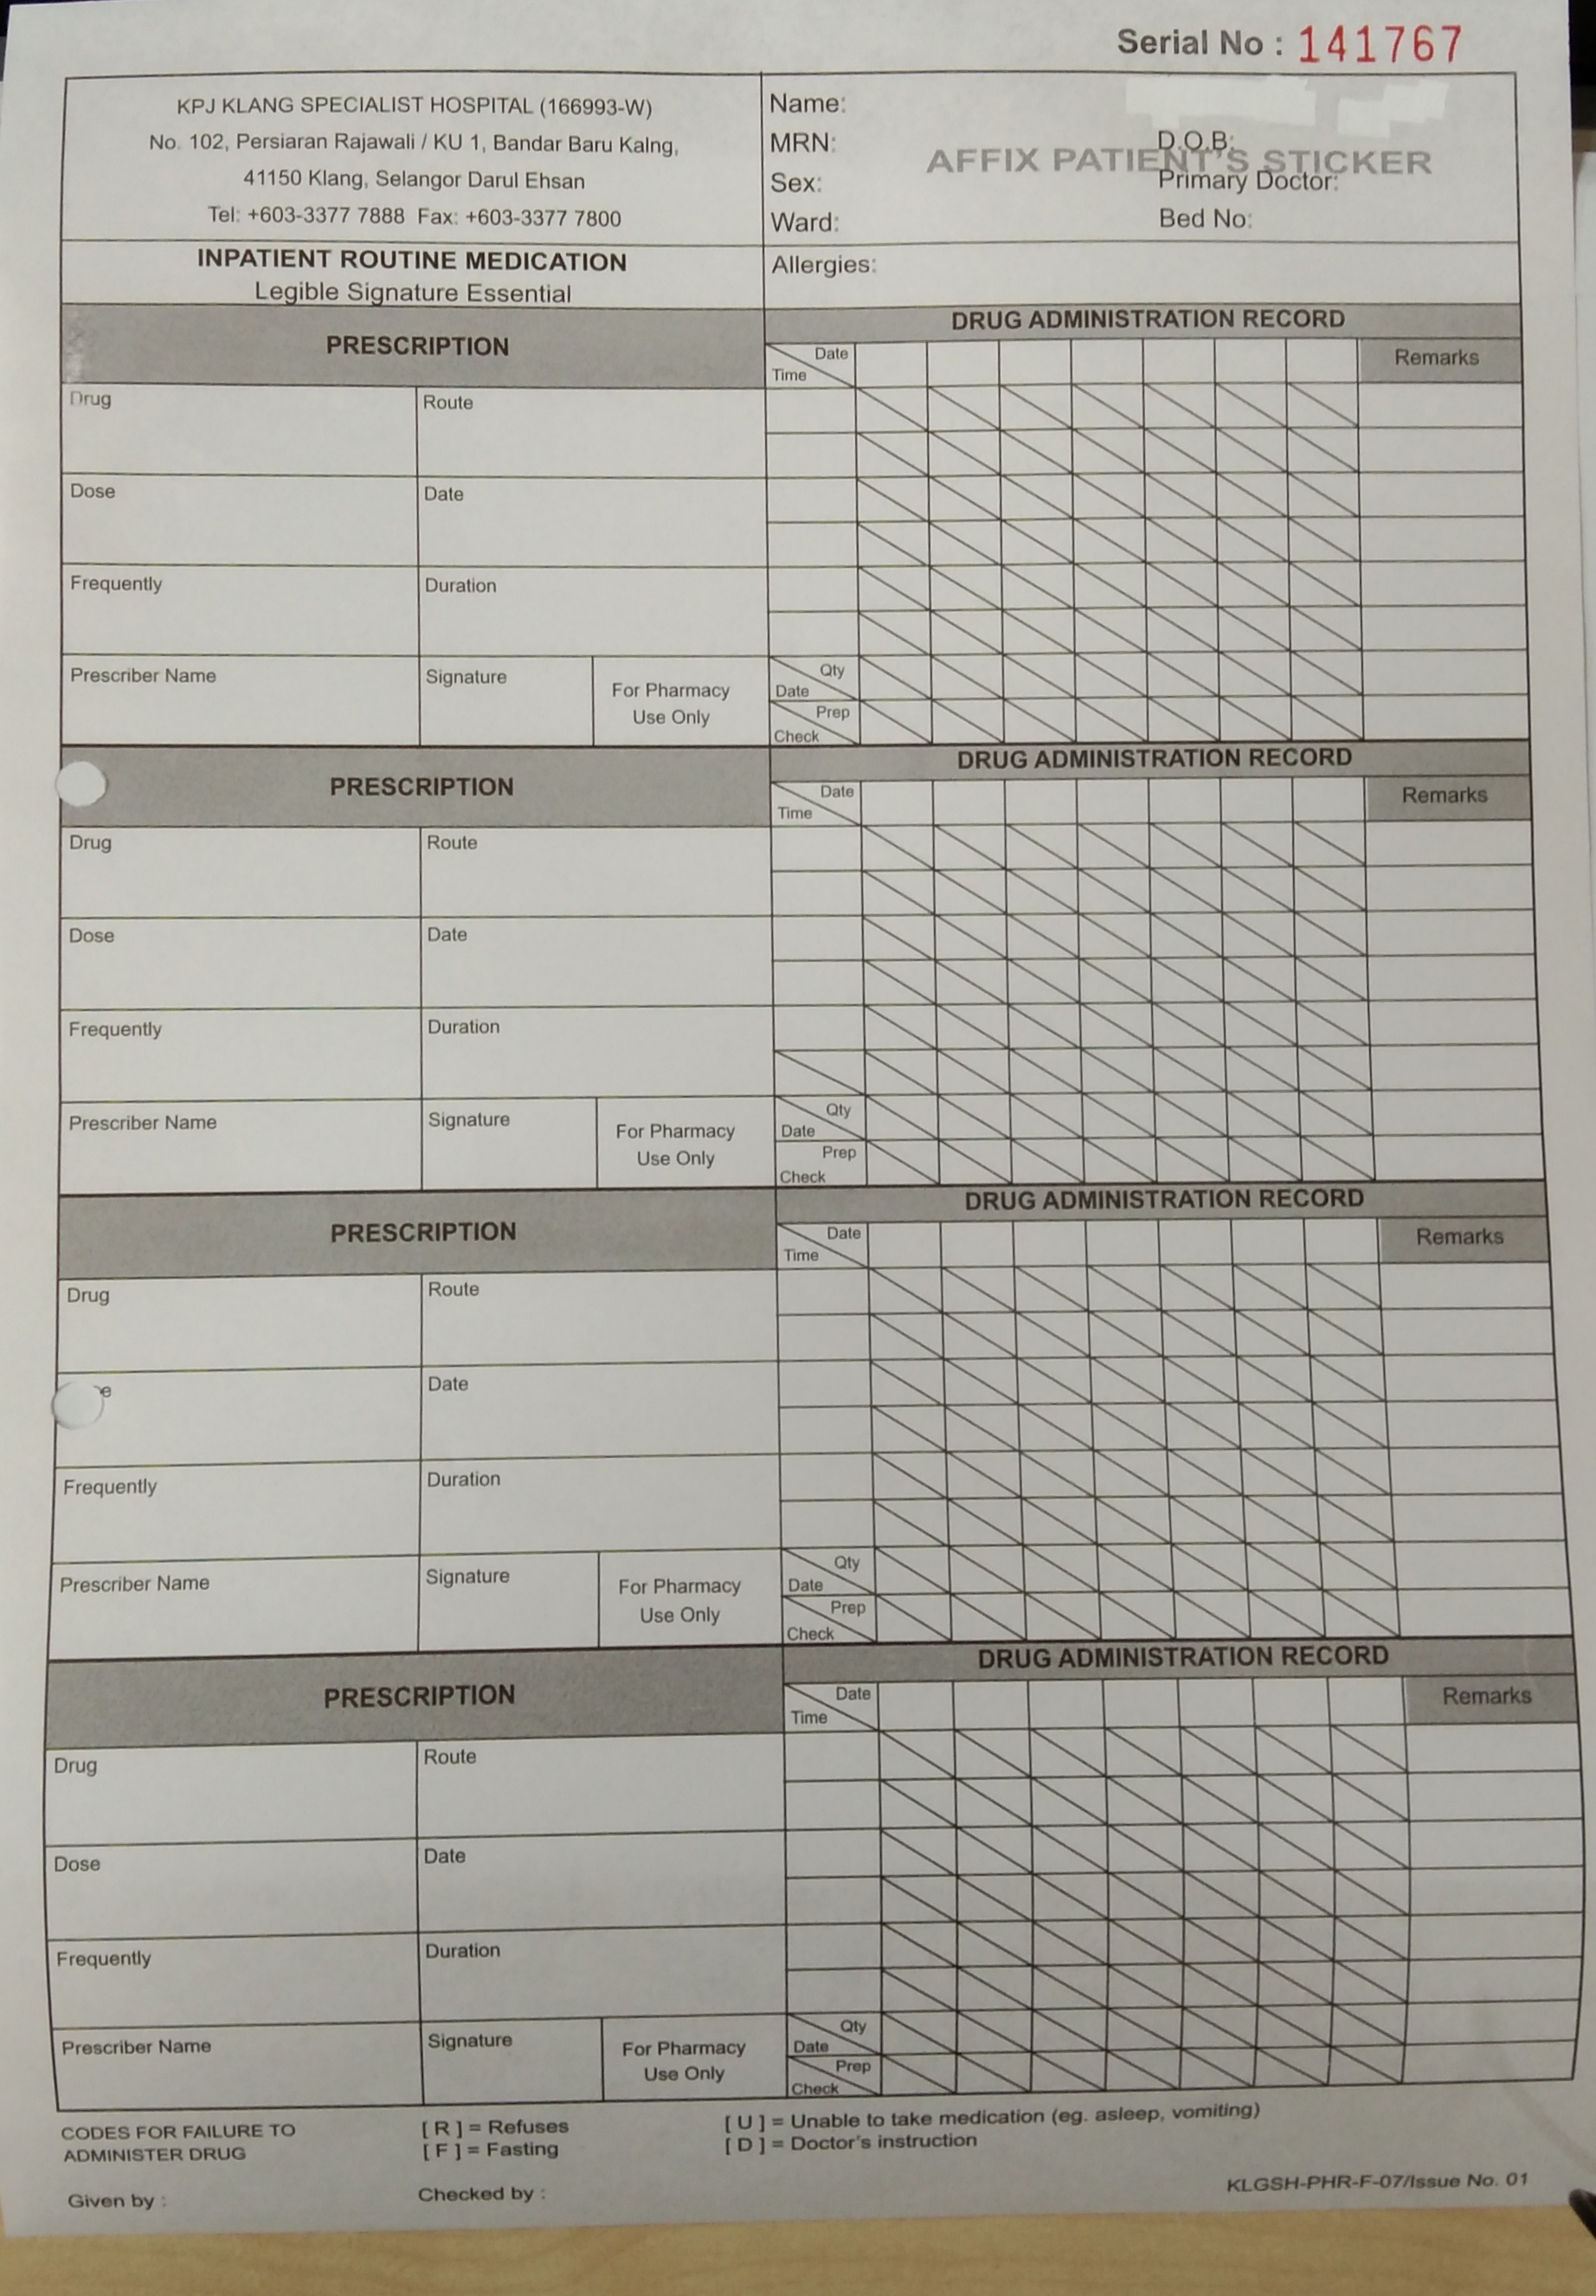 Serial No : 141767
KPJ KLANG SPECIALIST HOSPITAL (166993-W)
No. 102, Persiaran Rajawali / KU 1, Bandar Baru Kalng,
41150 Klang, Selangor Darul Ehsan
Tel: +603-3377 7888 Fax: +603-3377 7800
Name:
MRN:
D.O.B:
AFFIX PATIENT'S STICKER
Sex:
Primary Doctor:
Ward:
Bed No:
INPATIENT ROUTINE MEDICATION
Legible Signature Essential
Allergies:
PRESCRIPTION
DRUG ADMINISTRATION RECORD
Date
Time
Remarks
Drug
Route
Dose
Date
Frequently
Duration
Prescriber Name
Signature
For Pharmacy
Use Only
Qty
Date
Prep
Check
PRESCRIPTION
DRUG ADMINISTRATION RECORD
Date
Time
Remarks
Drug
Route
Dose
Date
Frequently
Duration
Prescriber Name
Signature
For Pharmacy
Use Only
Qty
Date
Prep
Check
PRESCRIPTION
DRUG ADMINISTRATION RECORD
Date
Time
Remarks
Drug
Route
Date
Frequently
Duration
Prescriber Name
Signature
For Pharmacy
Use Only
Qty
Date
Prep
Check
PRESCRIPTION
DRUG ADMINISTRATION RECORD
Date
Time
Remarks
Drug
Route
Dose
Date
Frequently
Duration
Prescriber Name
Signature
For Pharmacy
Use Only
Qty
Date
Prep
Check
CODES FOR FAILURE TO
ADMINISTER DRUG
[ R ] = Refuses
[ F ] = Fasting
[ U ] = Unable to take medication (eg. asleep, vomiting)
[ D ] = Doctor's instruction
Given by :
Checked by :
KLGSH-PHR-F-07/Issue No. 01